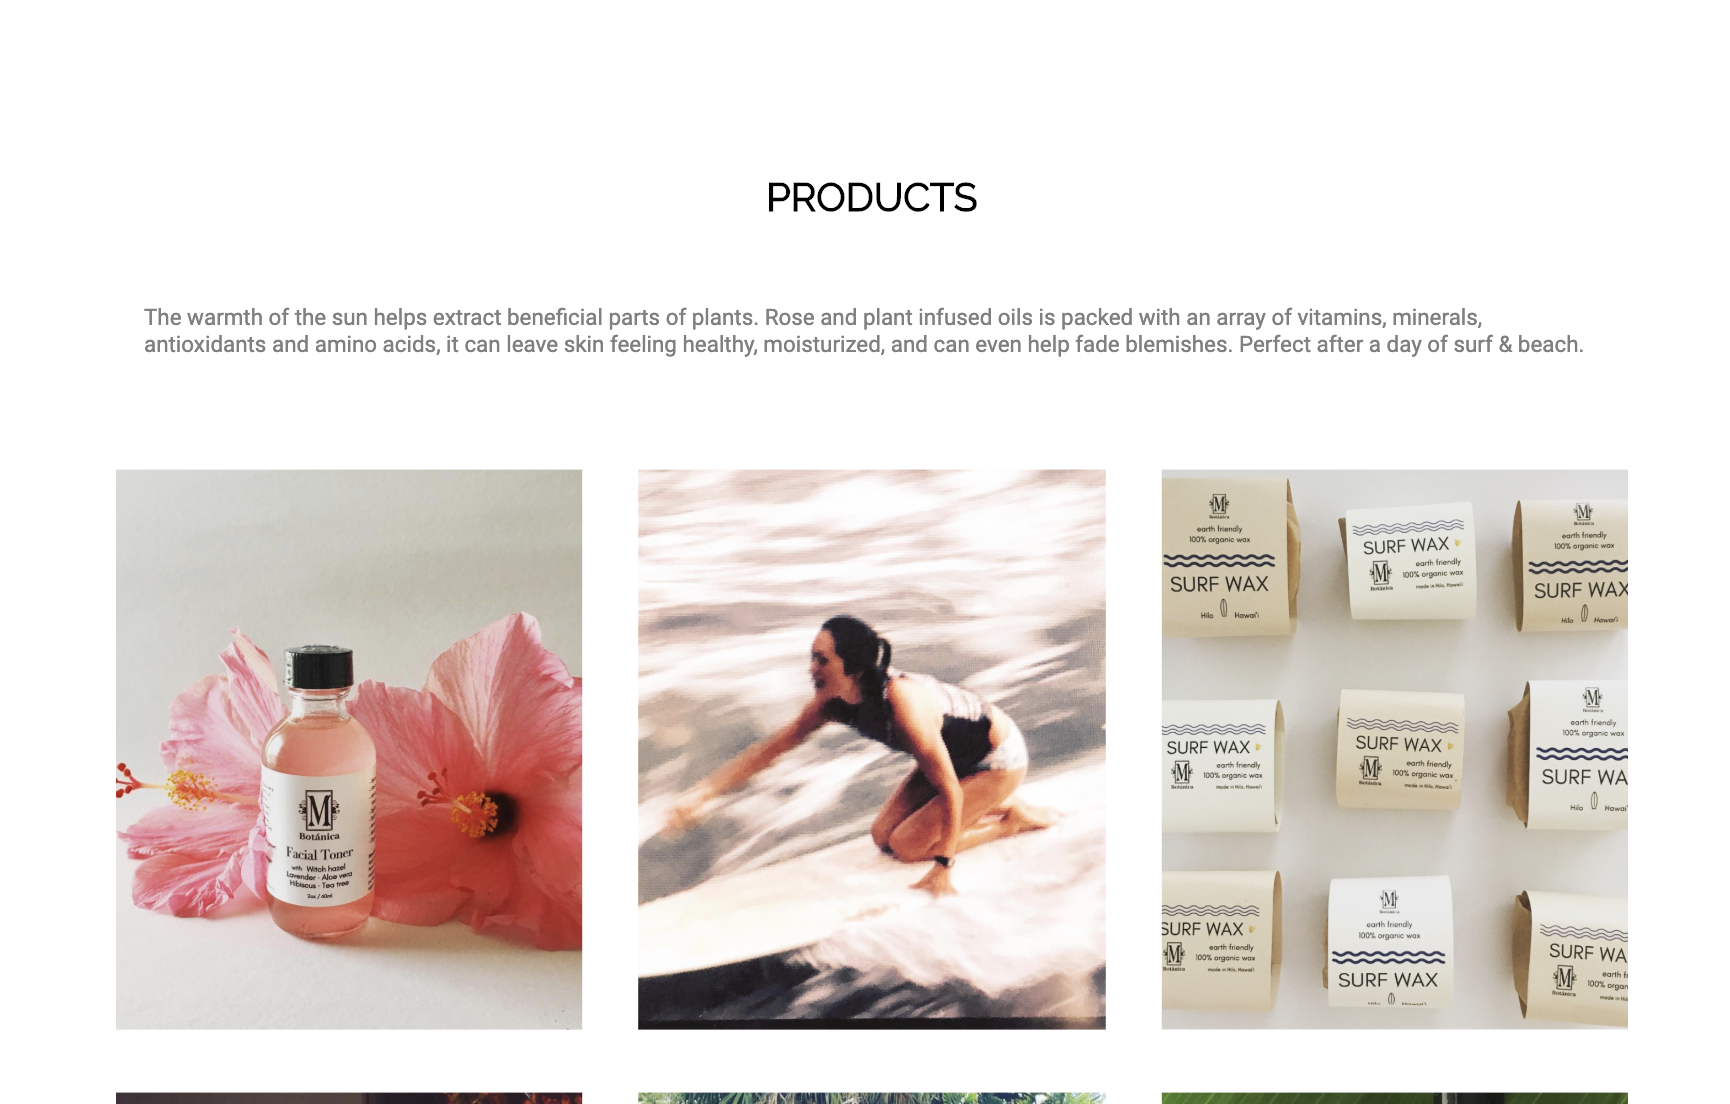 PRODUCTS
The warmth of the sun helps extract beneficial parts of plants. Rose and plant infused oils is packed with an array of vitamins, minerals,
antioxidants and amino acids, it can leave skin feeling healthy, moisturized, and can even help fade blemishes. Perfect after a day of surf & beach.
M
Botánica
Facial Toner
with Witch hazel
Lavender · Aloe vera
Hibiscus · Tea tree
2oz / 60ml
M
Botánica
earth friendly
100% organic wax
SURF WAX
Hilo Hawai'i
SURF WAX
M
Botánica
earth friendly
100% organic wax
made in Hilo, Hawai'i
M
Botánica
earth friendly
100% organic wax
SURF WAX
Hilo Hawai'i
SURF WAX
M
Botánica
earth friendly
100% organic wax
made in Hilo, Hawai'i
SURF WAX
M
Botánica
earth friendly
100% organic wax
made in Hilo, Hawai'i
M
Botánica
earth friendly
100% organic wax
SURF WA
Hilo Hawai'
SURF WAX
M
Botánica
earth friendly
100% organic wax
made in Hilo, Hawai'i
M
Botánica
earth friendly
100% organic wax
SURF WAX
SURF WA
M
Botánica
earth fr
100% organ
made in Hilo